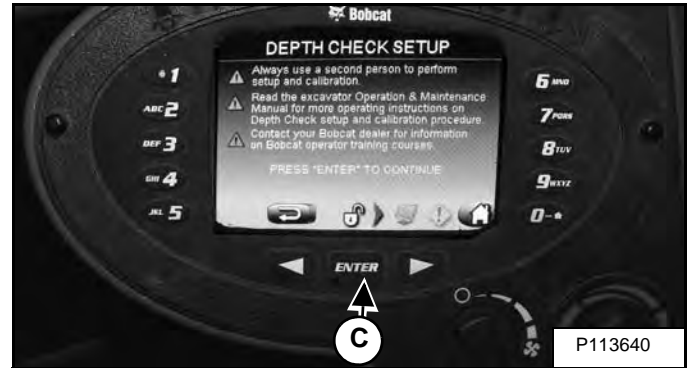 Bobcat
DEPTH CHECK SETUP
Always use a second person to perform
setup and calibration.
Read the excavator Operation & Maintenance
Manual for more operating instructions on
Depth Check setup and calibration procedure.
Contact your Bobcat dealer for information
on Bobcat operator training courses.
PRESS "ENTER" TO CONTINUE
1
ABC 2
DEF 3
GHI 4
JKL 5
6 MNO
7 PQRS
8 TUV
9 WXYZ
0-*
ENTER
C
P113640